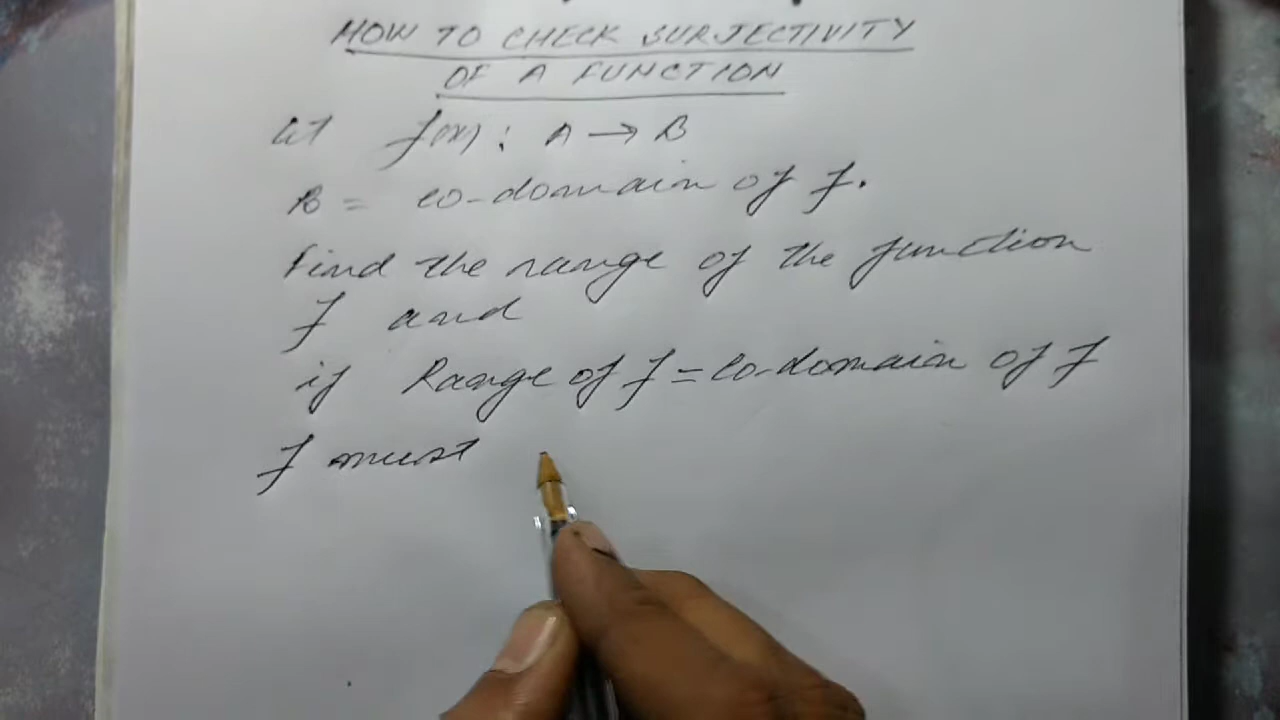 HOW TO CHECK SURJECTIVITY
OF A FUNCTION
Let f(x) : A → B
B = co-domain of f.
Find the range of the function
f and
if Range of f = co-domain of f
f must